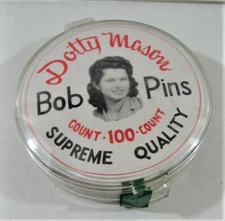 Dotty Mason
Bob Pins
COUNT · 100 · COUNT
SUPREME QUALITY